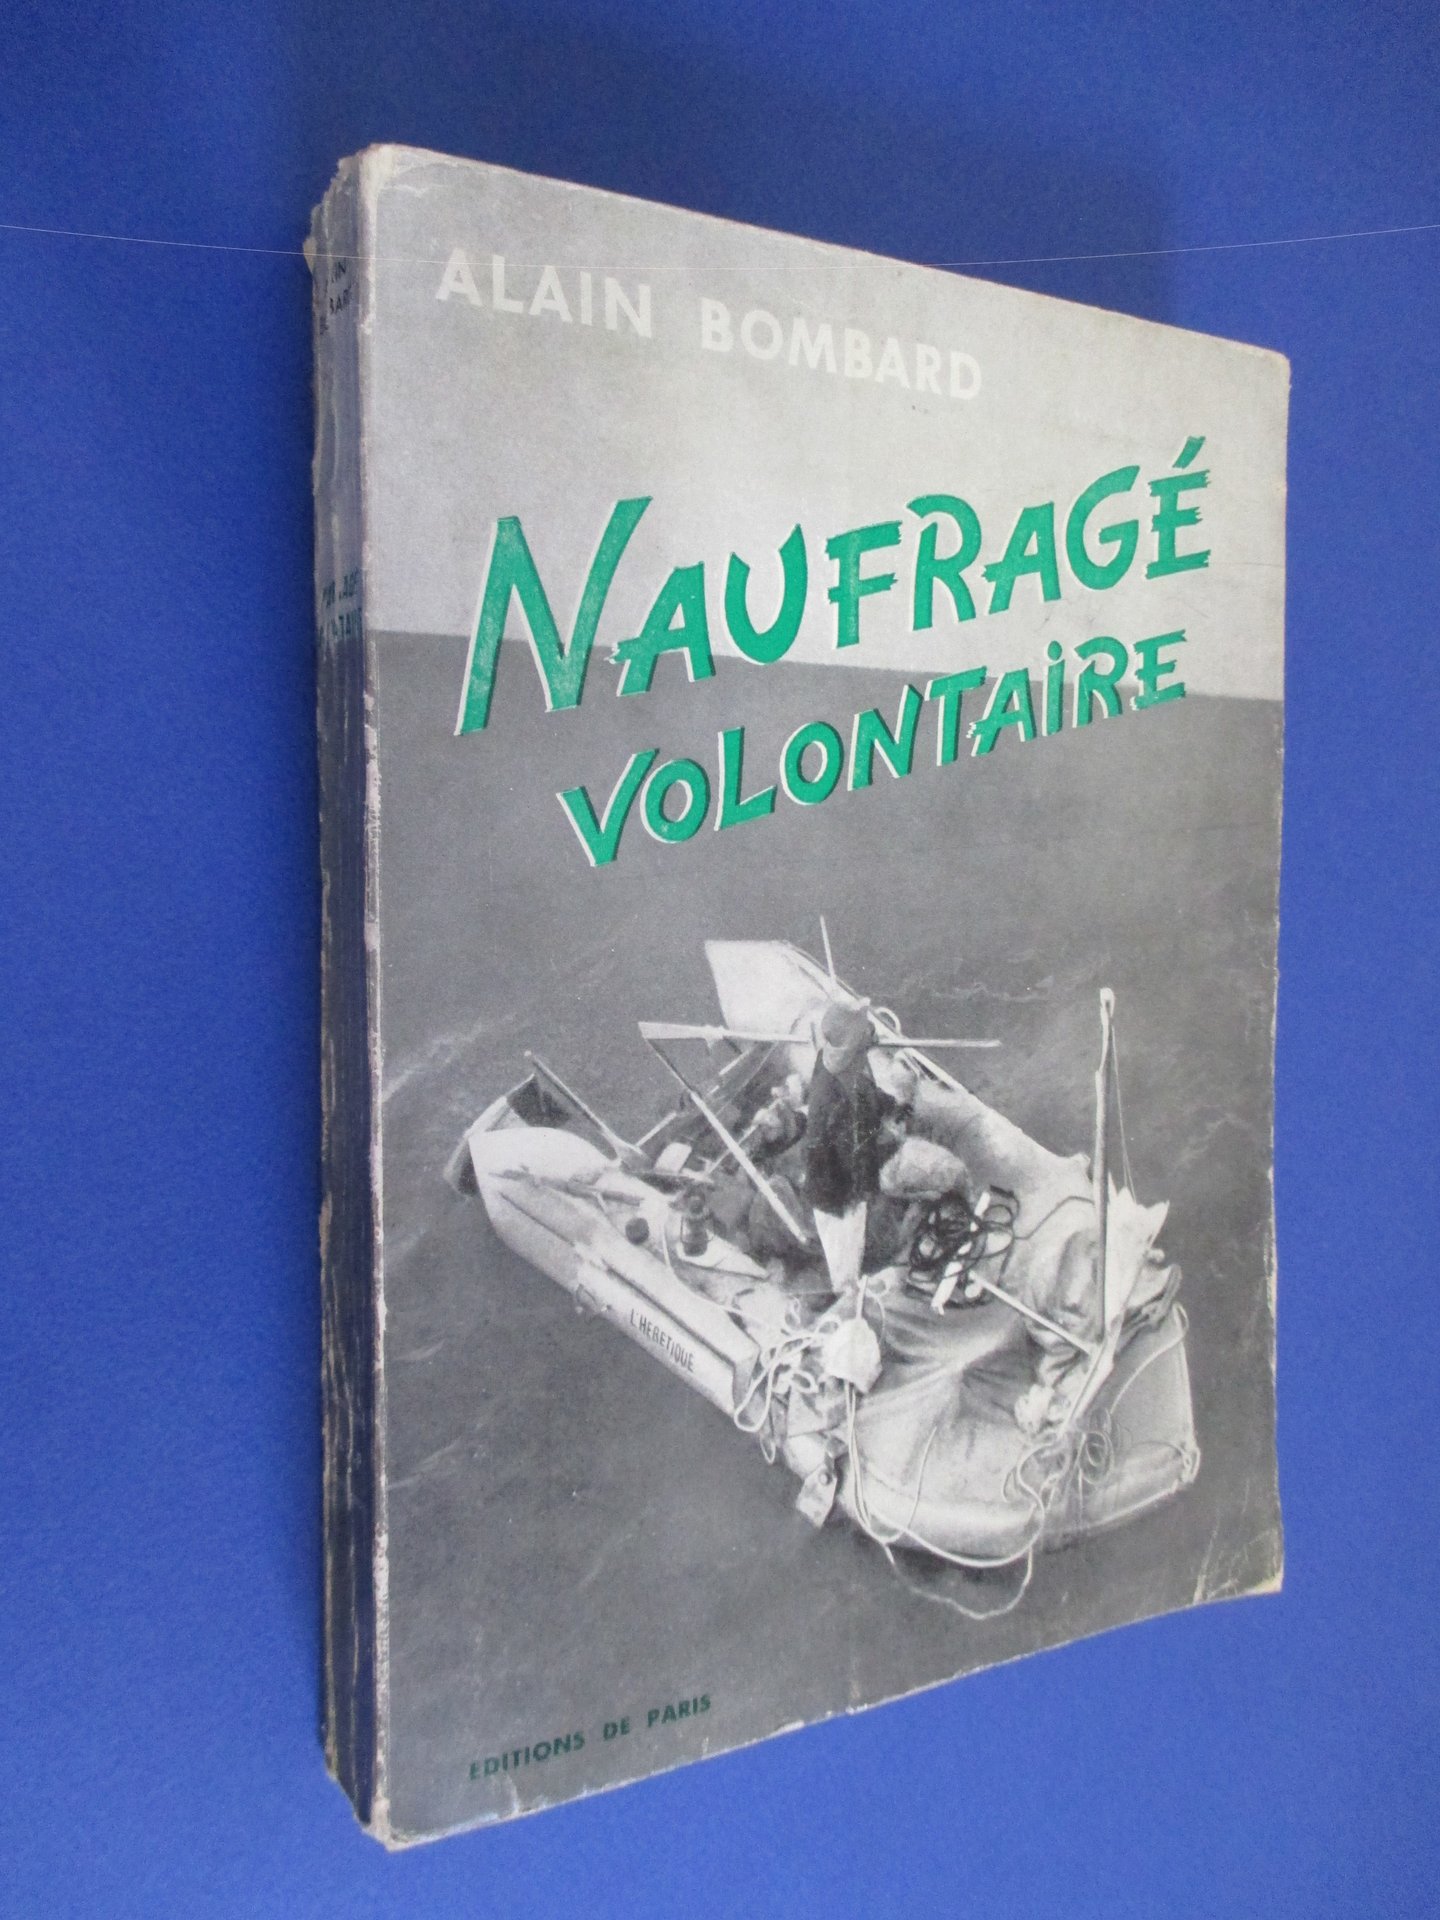 ALAIN BOMBARD
NAUFRAGÉ
VOLONTAIRE
L'HERETIQUE
EDITIONS DE PARIS